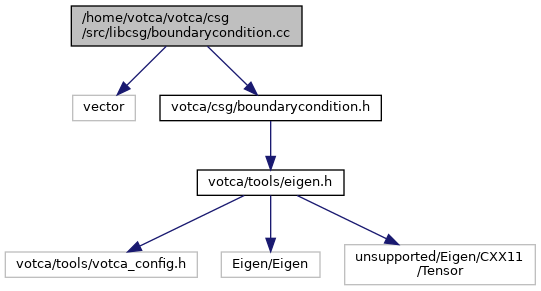 /home/votca/votca/csg
/src/libcsg/boundarycondition.cc
vector
votca/csg/boundarycondition.h
votca/tools/eigen.h
votca/tools/votca_config.h
Eigen/Eigen
unsupported/Eigen/CXX11
/Tensor